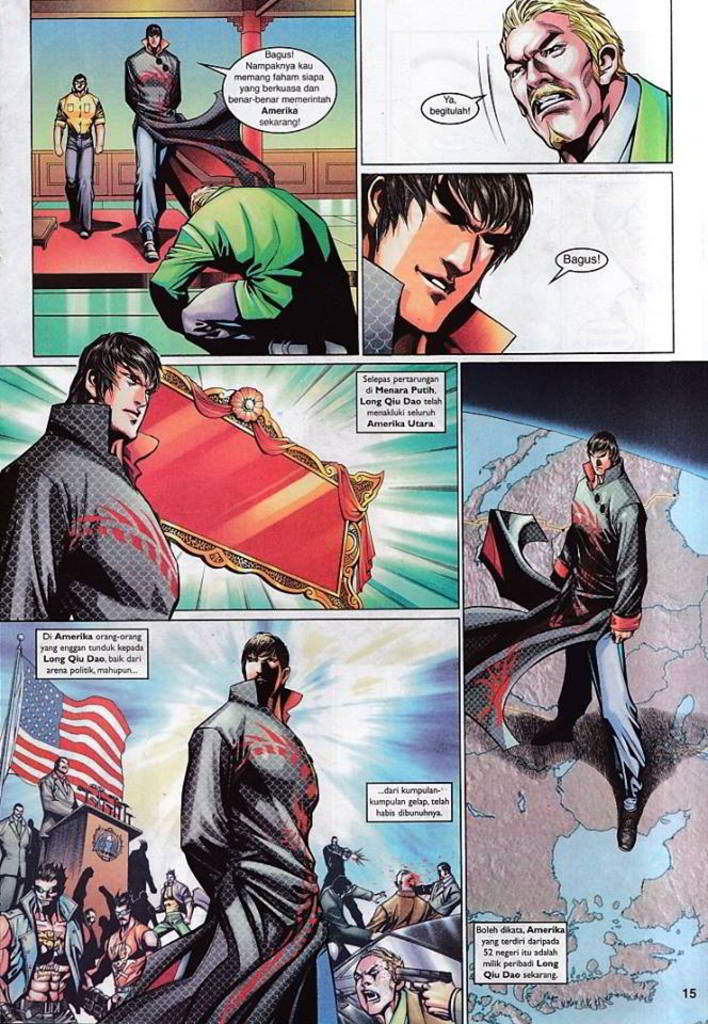 Bagus!
Nampaknya kau
memang faham siapa
yang berkuasa dan
benar-benar memerintah
Amerika
sekarang!
Ya,
begitulah!
Bagus!
Selepas pertarungan
di Menara Putih,
Long Qiu Dao telah
menakluki seluruh
Amerika Utara.
Di Amerika orang-orang
yang enggan tunduk kepada
Long Qiu Dao, baik dari
arena politik, mahupun...
...dari kumpulan-
kumpulan gelap, telah
habis dibunuhnya.
Boleh dikata, Amerika
yang terdiri daripada
52 negeri itu adalah
milik peribadi Long
Qiu Dao sekarang.
15